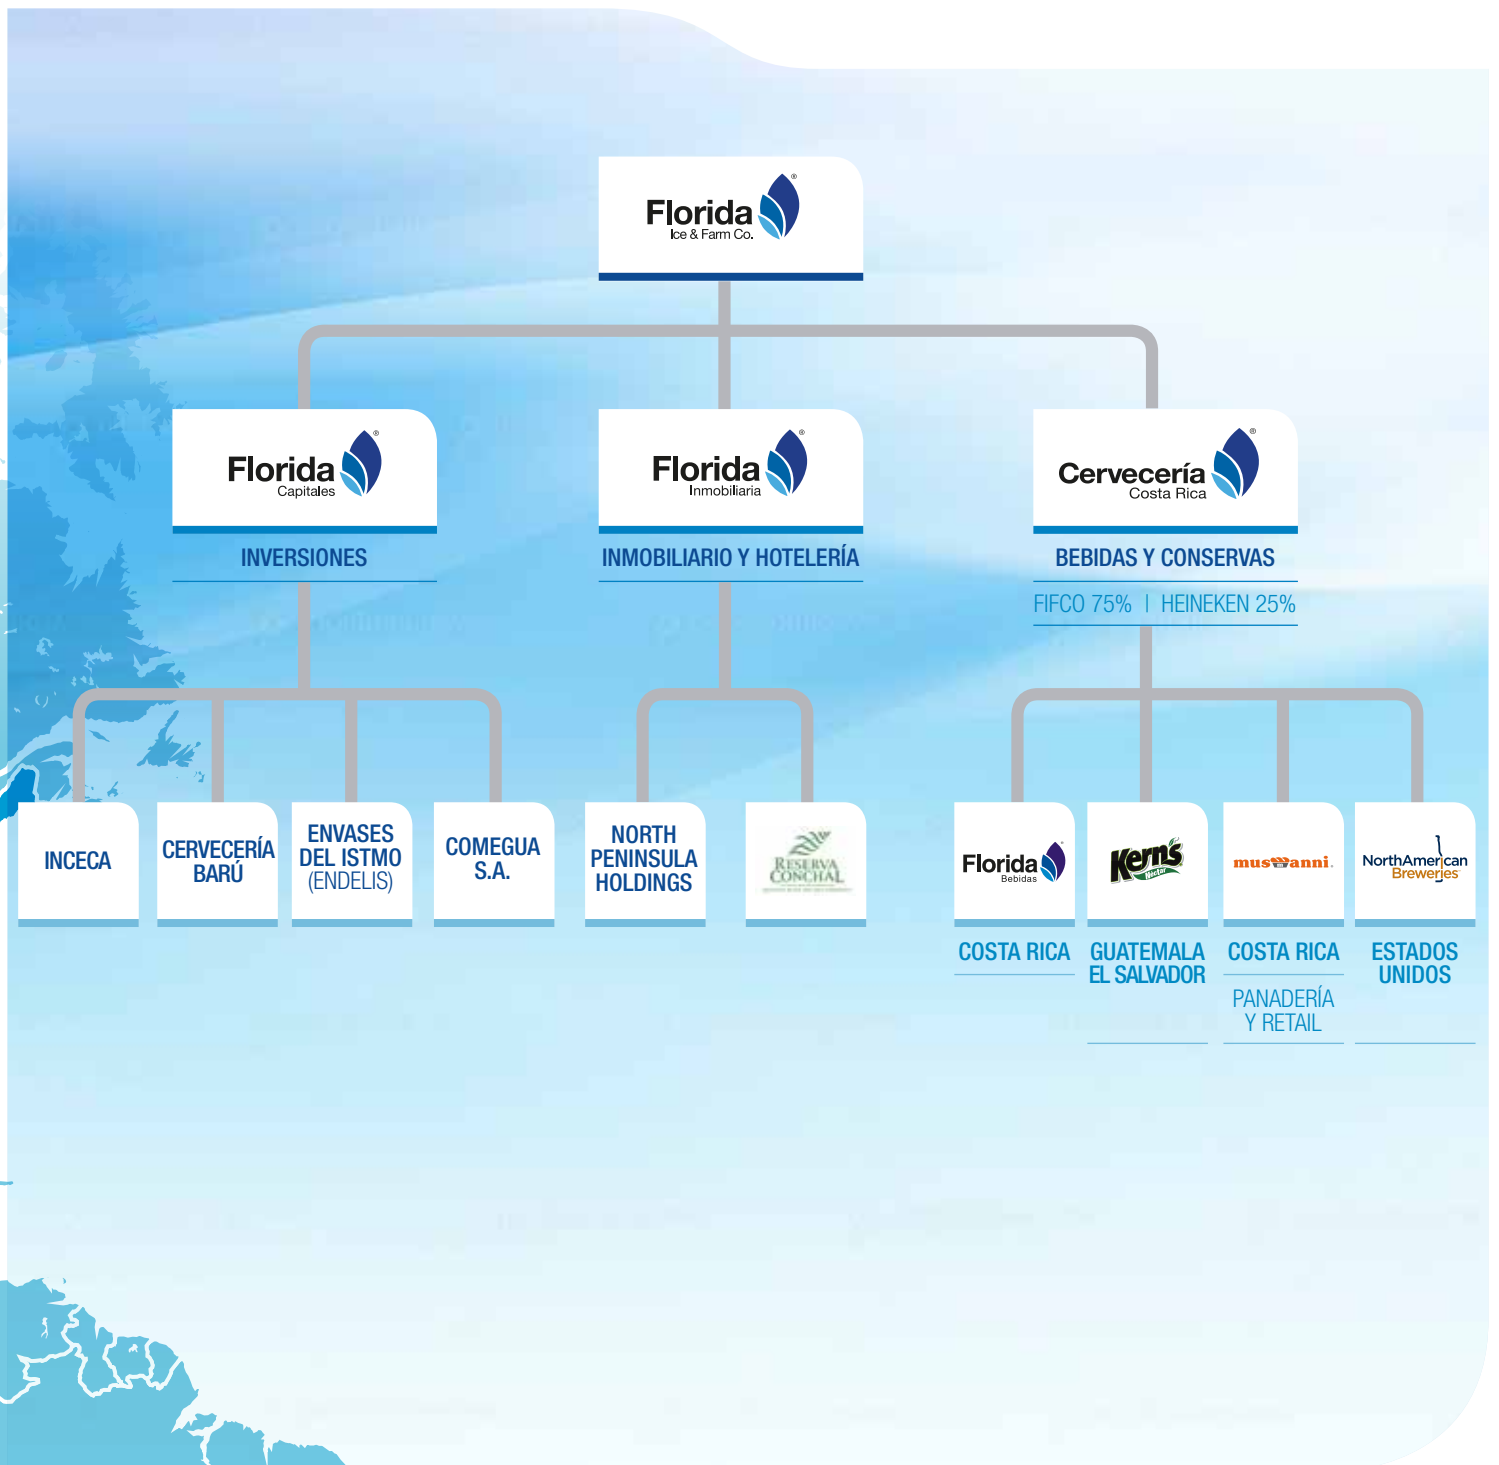 Florida
Ice & Farm Co.
Florida
Capitales
INVERSIONES
Florida
Inmobiliaria
INMOBILIARIO Y HOTELERÍA
Cervecería
Costa Rica
BEBIDAS Y CONSERVAS
FIFCO 75% | HEINEKEN 25%
INCECA
CERVECERÍA
BARÚ
ENVASES
DEL ISTMO
(ENDELIS)
COMEGUA
S.A.
NORTH
PENINSULA
HOLDINGS
RESERVA
CONCHAL
Florida
Bebidas
COSTA RICA
Kern's
Nectar
GUATEMALA
EL SALVADOR
musmanni
COSTA RICA
PANADERÍA
Y RETAIL
NorthAmerican
Breweries
ESTADOS
UNIDOS